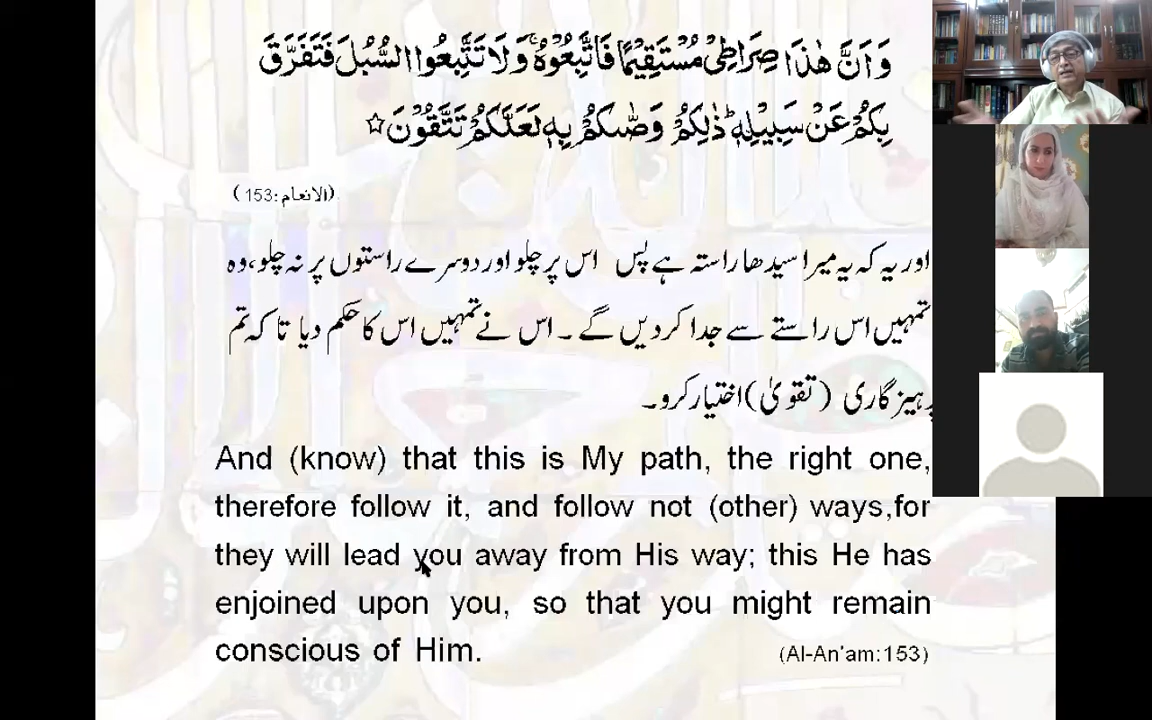 وَ اَنَّ هٰذَا صِرَاطِيْ مُسْتَقِيْمًا فَاتَّبِعُوْهُ ۚ وَ لَا تَتَّبِعُوا السُّبُلَ فَتَفَرَّقَ
بِكُمْ عَنْ سَبِيْلِهٖ ؕ ذٰلِكُمْ وَصّٰىكُمْ بِهٖ لَعَلَّكُمْ تَتَّقُوْنَ ☆
(الانعام:153)
اور یہ کہ یہ میرا سیدھا راستہ ہے پس اس پر چلو اور دوسرے راستوں پر نہ چلو، وہ
تمہیں اس راستے سے جدا کردیں گے ۔ اس نے تمہیں اس کا حکم دیا تا کہ تم
پرہیز گاری (تقویٰ) اختیار کرو۔
And (know) that this is My path, the right one,
therefore follow it, and follow not (other) ways,for
they will lead you away from His way; this He has
enjoined upon you, so that you might remain
conscious of Him.
(Al-An'am:153)